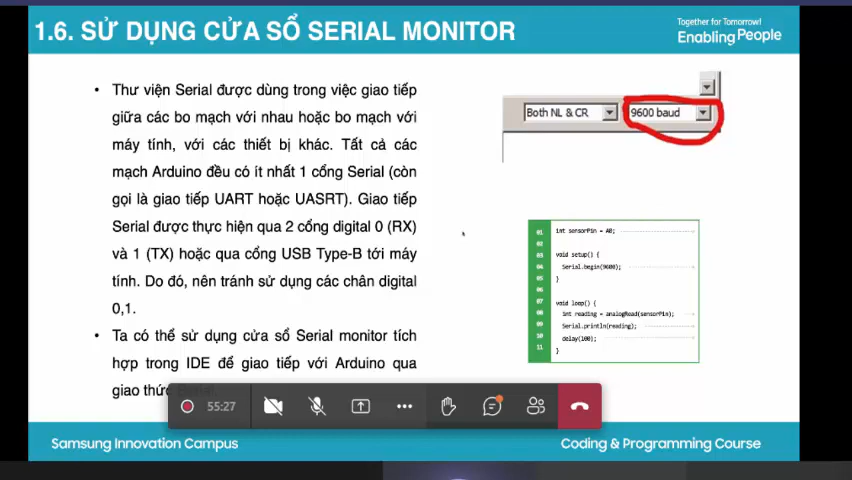 1.6. SỬ DỤNG CỬA SỔ SERIAL MONITOR
Together for Tomorrow!
Enabling People
• Thư viện Serial được dùng trong việc giao tiếp
giữa các bo mạch với nhau hoặc bo mạch với
máy tính, với các thiết bị khác. Tất cả các
mạch Arduino đều có ít nhất 1 cổng Serial (còn
gọi là giao tiếp UART hoặc UASRT). Giao tiếp
Serial được thực hiện qua 2 cổng digital 0 (RX)
và 1 (TX) hoặc qua cổng USB Type-B tới máy
tính. Do đó, nên tránh sử dụng các chân digital
0,1.
• Ta có thể sử dụng cửa sổ Serial monitor tích
hợp trong IDE để giao tiếp với Arduino qua
giao thức
Both NL & CR
9600 baud
01 int sensorPin = A0;
02
03 void setup() {
04 Serial.begin(9600);
05 }
06
07 void loop() {
08 int reading = analogRead(sensorPin);
09 Serial.println(reading);
10 delay(100);
11 }
55:27
Samsung Innovation Campus
Coding & Programming Course